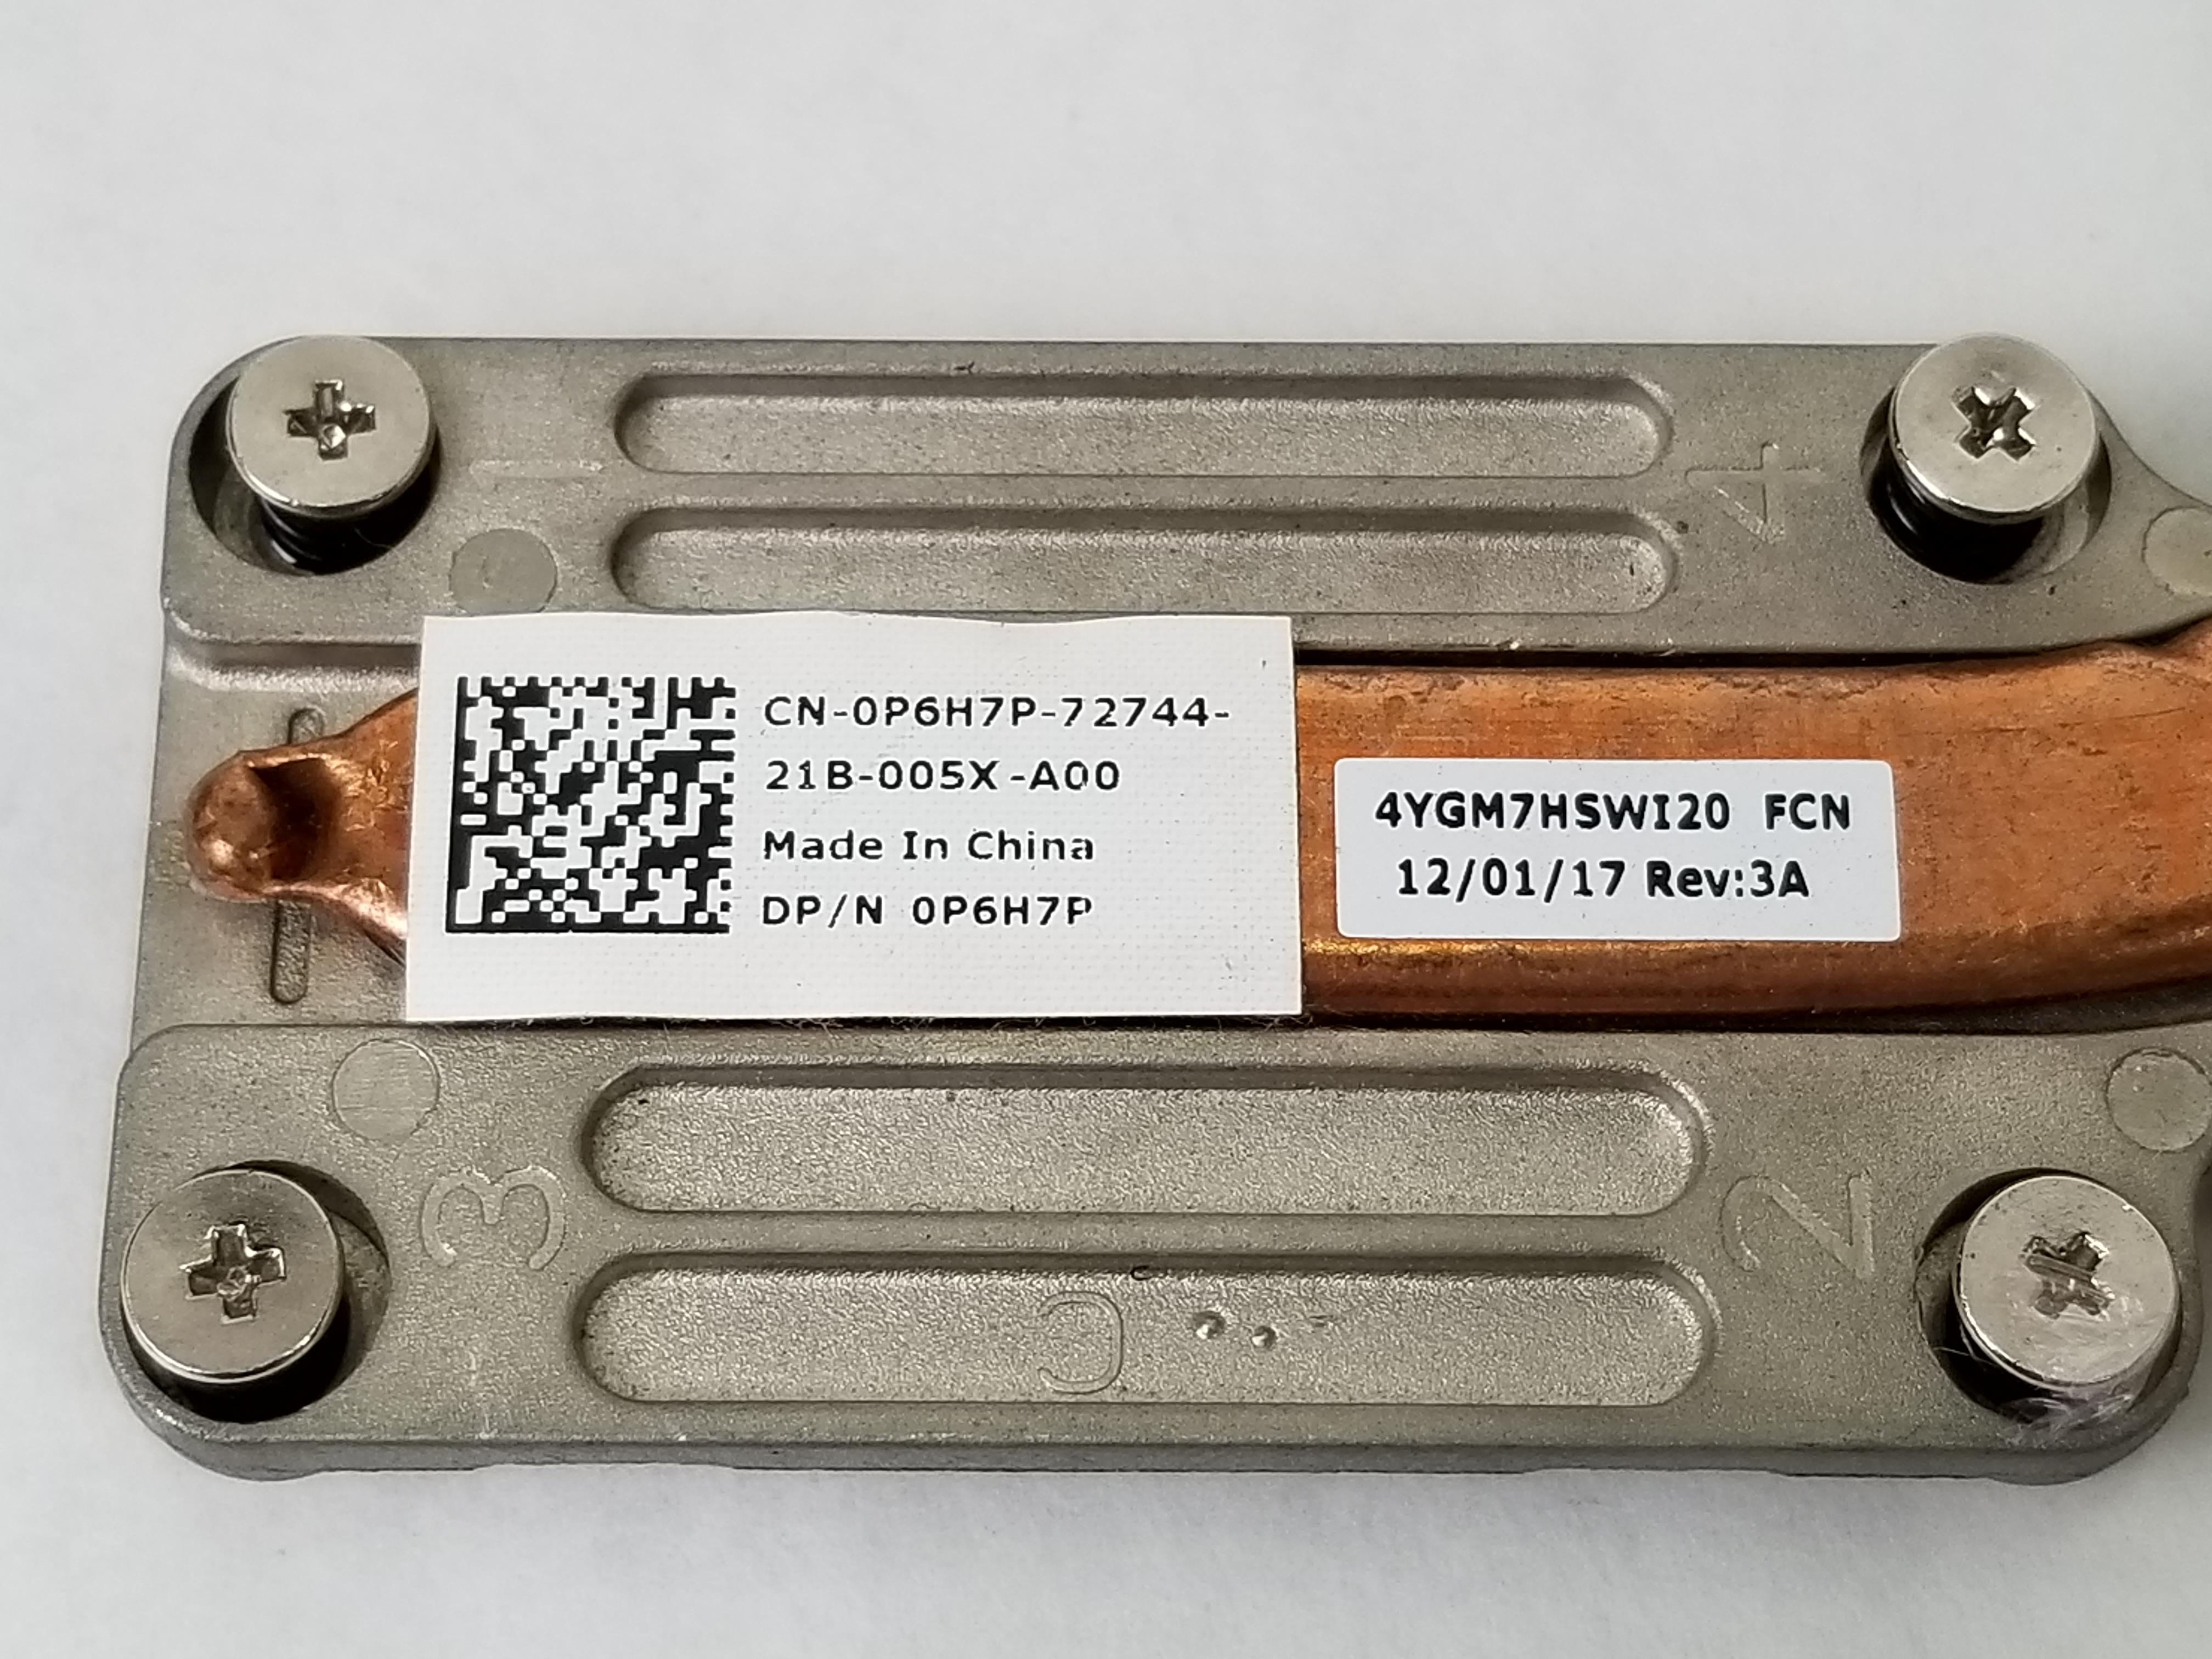 4
CN-0P6H7P-72744-
21B-005X-A00
Made In China
DP/N 0P6H7P
4YGM7HSWI20 FCN
12/01/17 Rev:3A
3
2